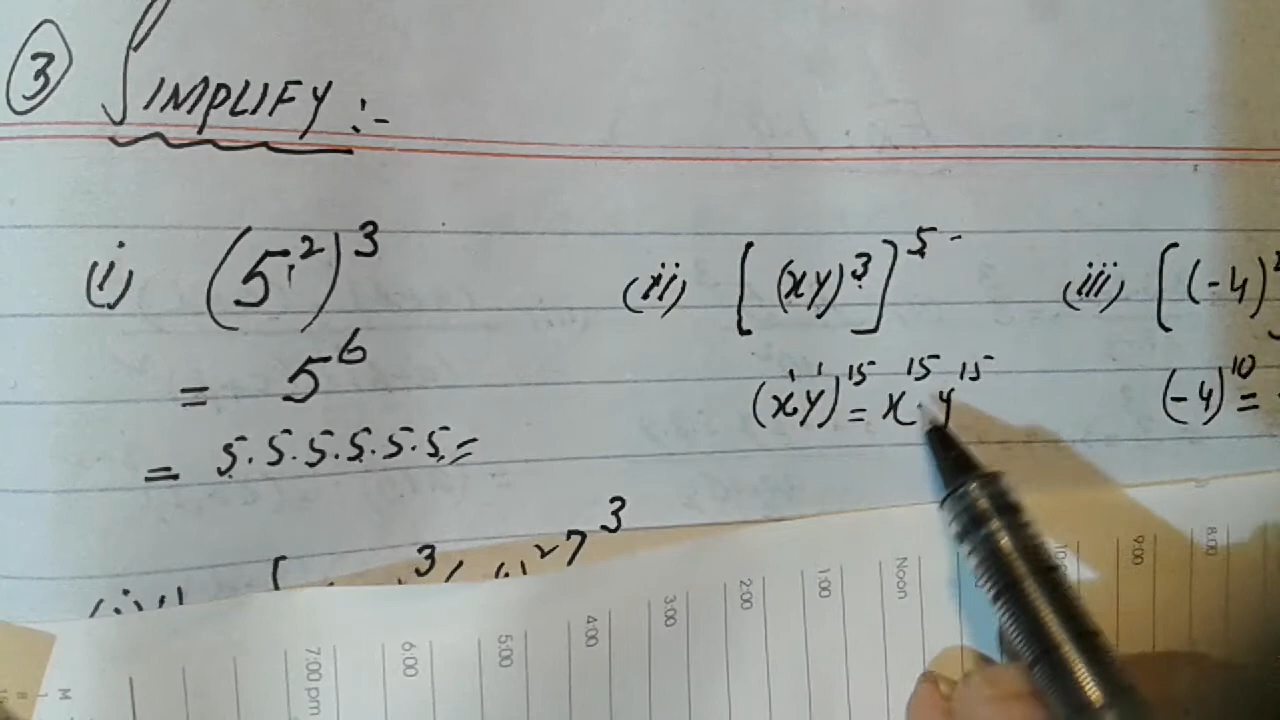 ③ SIMPLIFY :-
(i) (5²)³ (ii) [(xy)³]⁵ (iii) [(-4)
= 5⁶ (xy)¹⁵ = x¹⁵ y¹⁵ (-4)¹⁰ =
= 5.5.5.5.5.5 =
8:00
9:00
Noon
1:00
2:00
3:00
4:00
5:00
6:00
7:00 pm
M